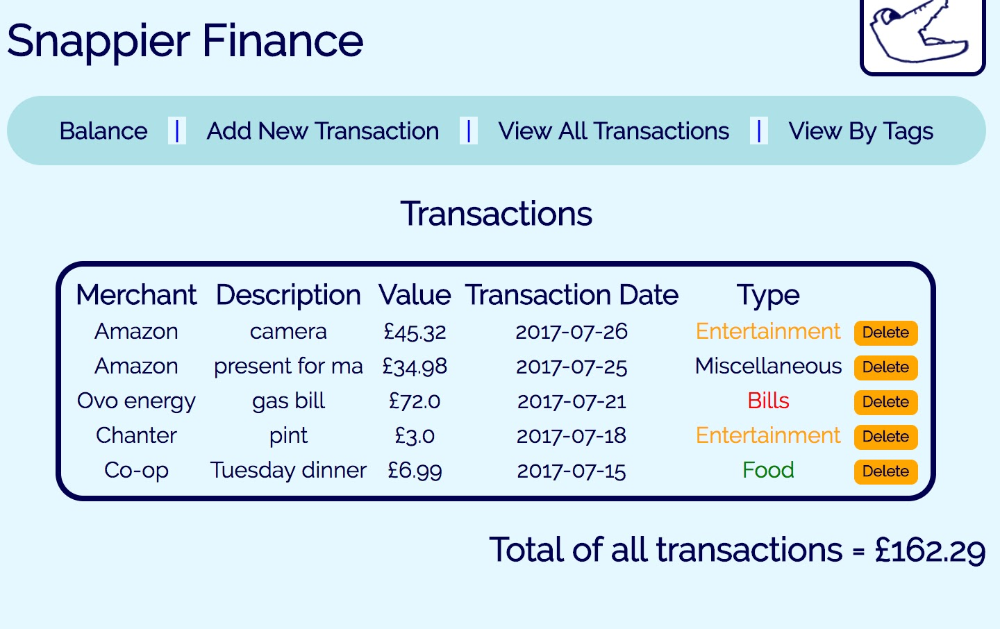 Snappier Finance
Balance | Add New Transaction | View All Transactions | View By Tags
Transactions
Merchant Description Value Transaction Date Type
Amazon camera £45.32 2017-07-26 Entertainment Delete
Amazon present for ma £34.98 2017-07-25 Miscellaneous Delete
Ovo energy gas bill £72.0 2017-07-21 Bills Delete
Chanter pint £3.0 2017-07-18 Entertainment Delete
Co-op Tuesday dinner £6.99 2017-07-15 Food Delete
Total of all transactions = £162.29